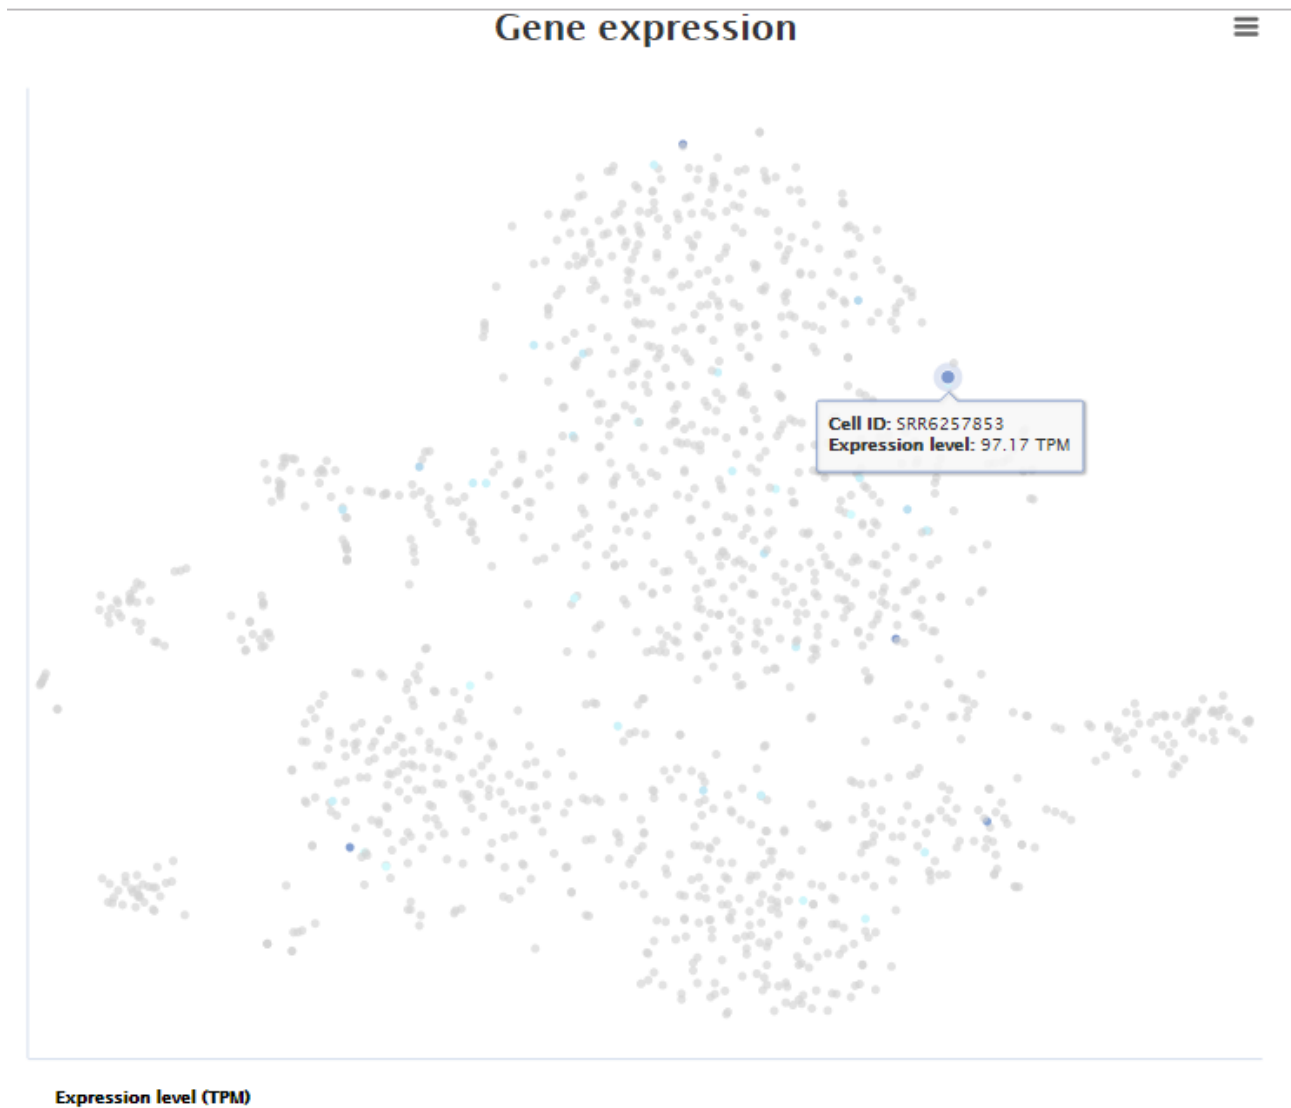 Gene expression
Cell ID: SRR6257853
Expression level: 97.17 TPM
Expression level (TPM)